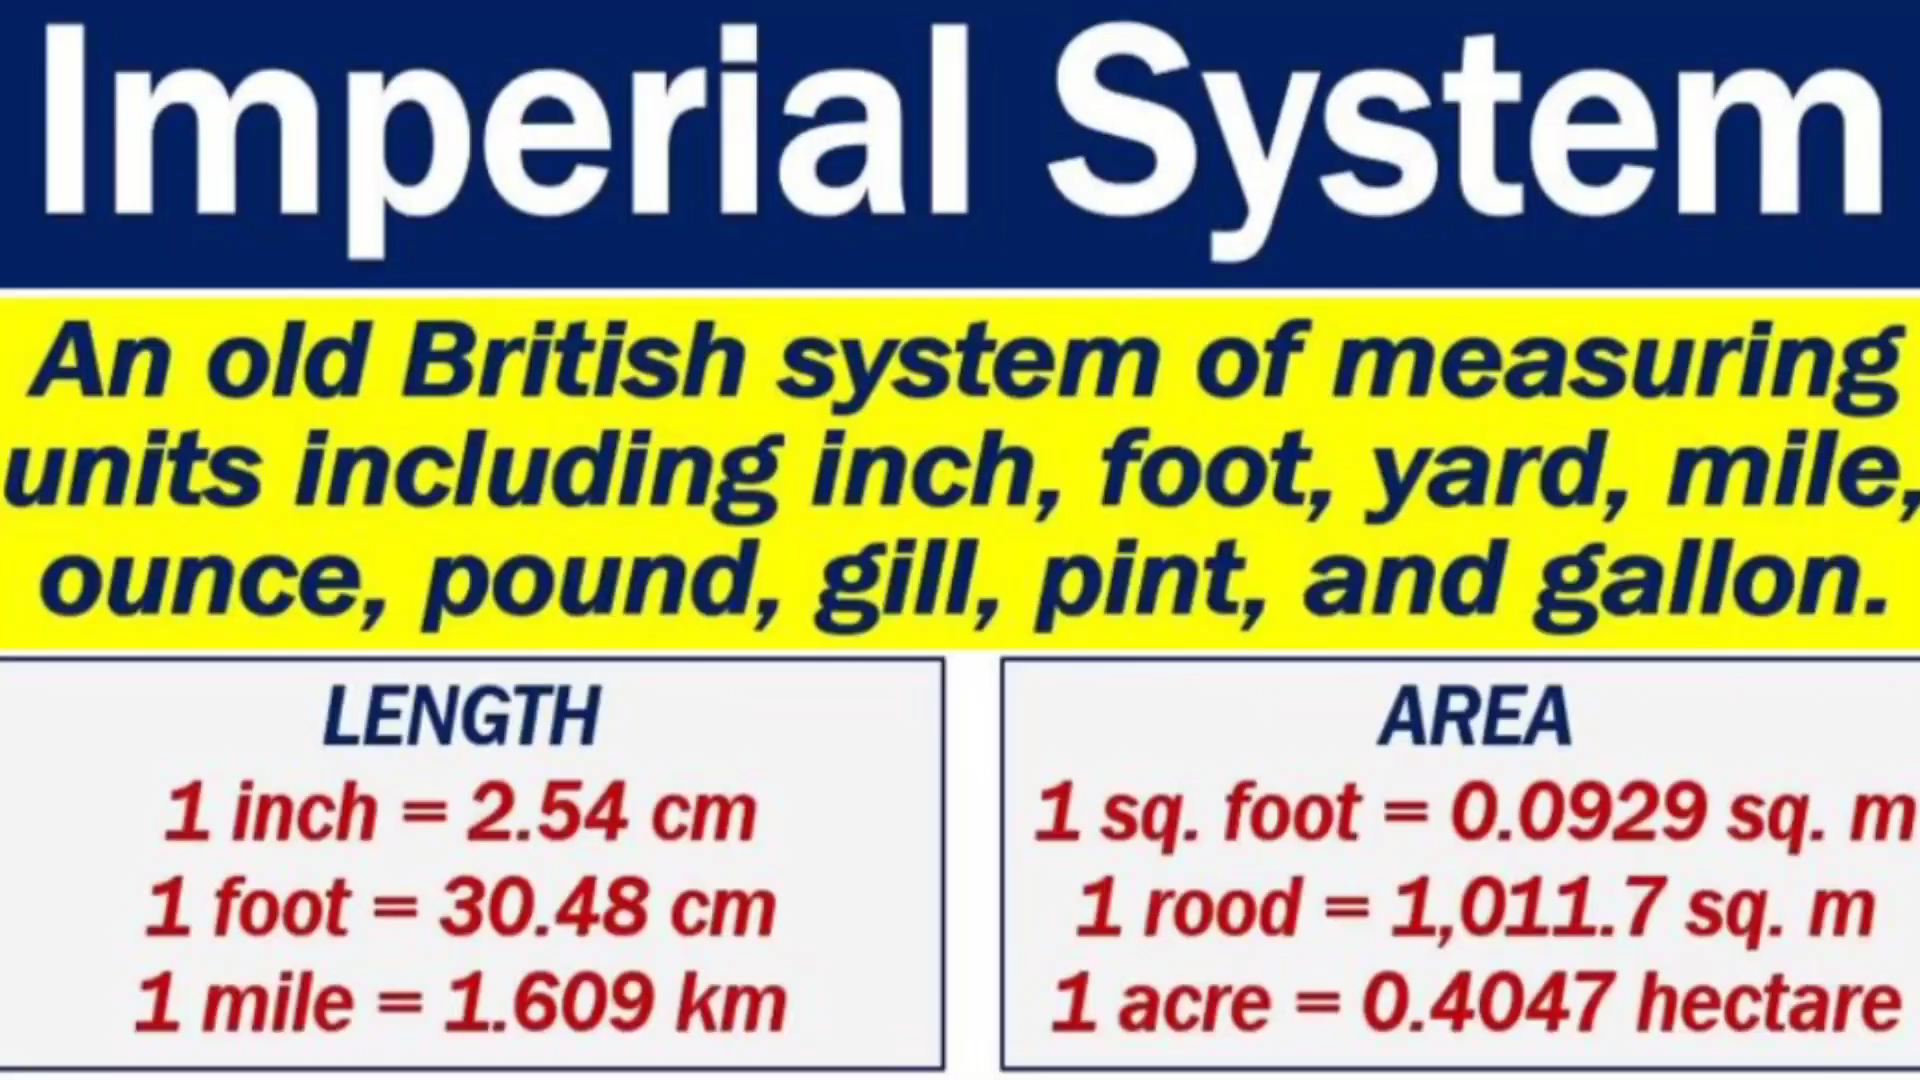 Imperial System
An old British system of measuring
units including inch, foot, yard, mile,
ounce, pound, gill, pint, and gallon.
LENGTH
1 inch = 2.54 cm
1 foot = 30.48 cm
1 mile = 1.609 km
AREA
1 sq. foot = 0.0929 sq. m
1 rood = 1,011.7 sq. m
1 acre = 0.4047 hectare